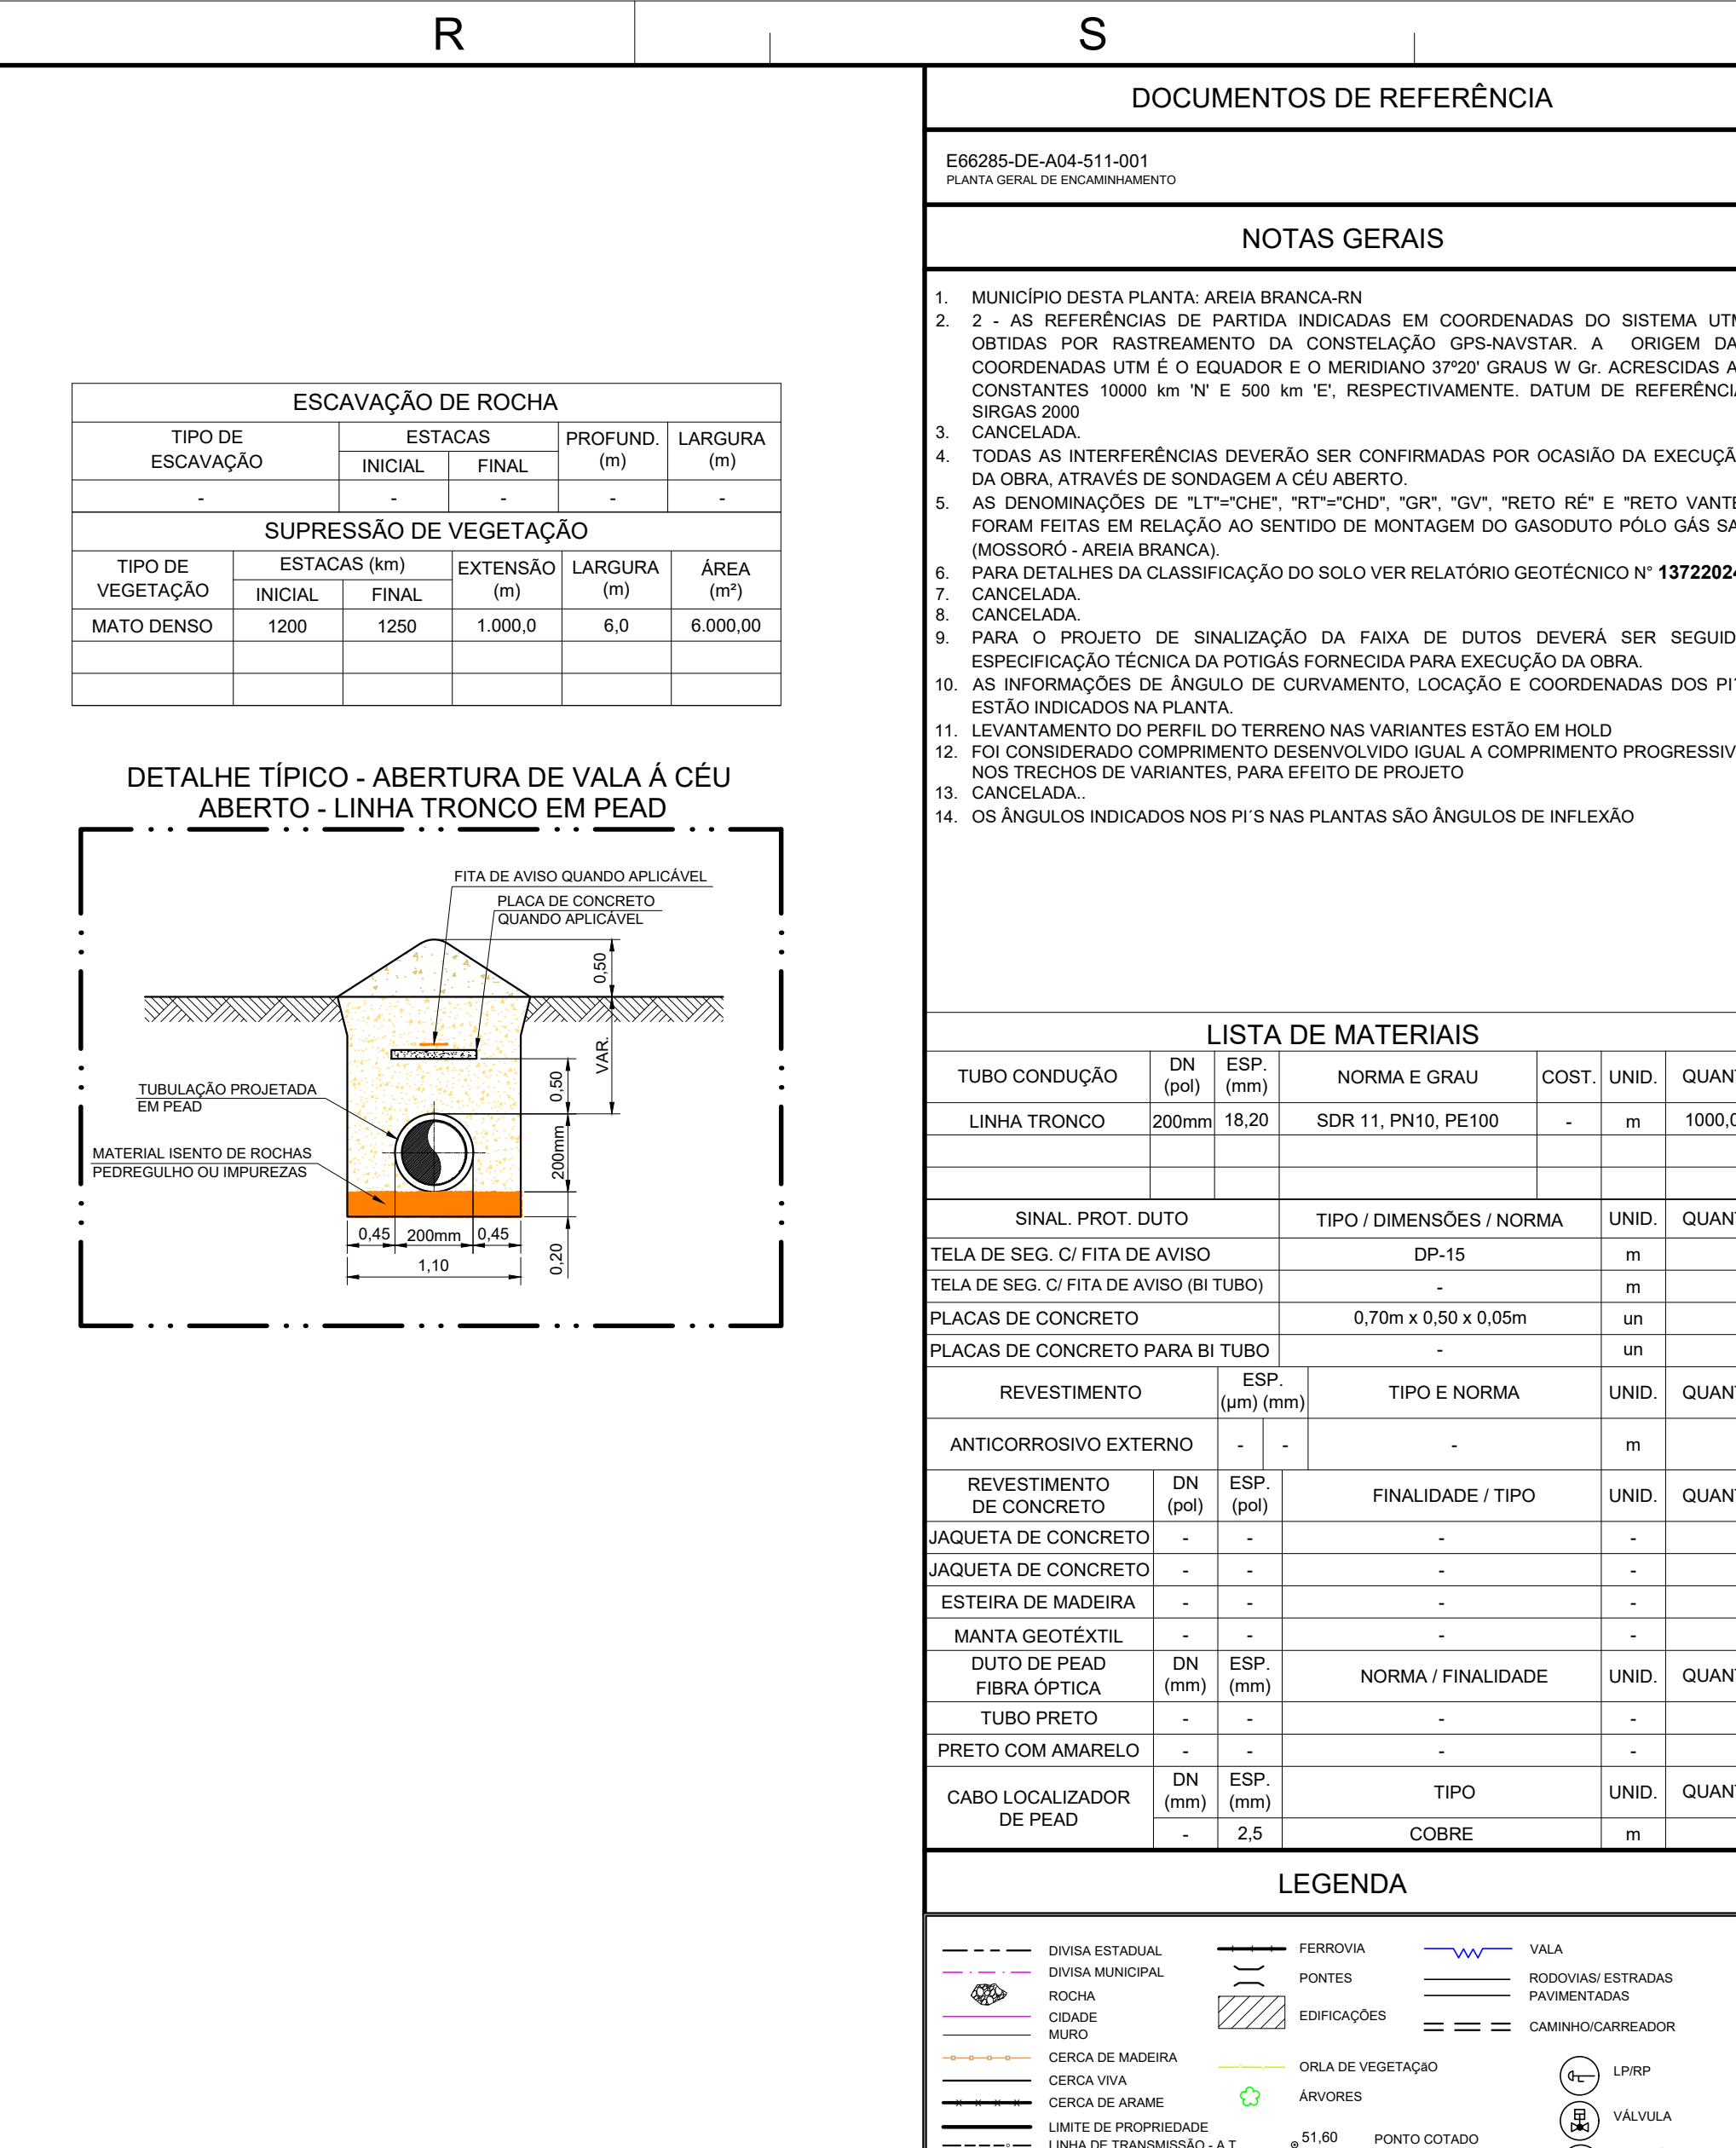 R
S
ESCAVAÇÃO DE ROCHA
TIPO DE ESCAVAÇÃO ESTACAS PROFUND. (m) LARGURA (m)
INICIAL FINAL
- - - - -
SUPRESSÃO DE VEGETAÇÃO
TIPO DE VEGETAÇÃO ESTACAS (km) EXTENSÃO (m) LARGURA (m) ÁREA (m²)
INICIAL FINAL
MATO DENSO 1200 1250 1.000,0 6,0 6.000,00
DETALHE TÍPICO - ABERTURA DE VALA Á CÉU
ABERTO - LINHA TRONCO EM PEAD
FITA DE AVISO QUANDO APLICÁVEL
PLACA DE CONCRETO
QUANDO APLICÁVEL
0,50
VAR.
0,50
TUBULAÇÃO PROJETADA
EM PEAD
200mm
MATERIAL ISENTO DE ROCHAS
PEDREGULHO OU IMPUREZAS
0,45 200mm 0,45
0,20
1,10
DOCUMENTOS DE REFERÊNCIA
E66285-DE-A04-511-001
PLANTA GERAL DE ENCAMINHAMENTO
NOTAS GERAIS
1. MUNICÍPIO DESTA PLANTA: AREIA BRANCA-RN
2. 2 - AS REFERÊNCIAS DE PARTIDA INDICADAS EM COORDENADAS DO SISTEMA
OBTIDAS POR RASTREAMENTO DA CONSTELAÇÃO GPS-NAVSTAR. A ORIGEM
COORDENADAS UTM É O EQUADOR E O MERIDIANO 37º20' GRAUS W Gr. ACRESCIDAS
CONSTANTES 10000 km 'N' E 500 km 'E', RESPECTIVAMENTE. DATUM DE
SIRGAS 2000
3. CANCELADA.
4. TODAS AS INTERFERÊNCIAS DEVERÃO SER CONFIRMADAS POR OCASIÃO DA
DA OBRA, ATRAVÉS DE SONDAGEM A CÉU ABERTO.
5. AS DENOMINAÇÕES DE "LT"="CHE", "RT"="CHD", "GR", "GV", "RETO RÉ" E "RETO VANTE
FORAM FEITAS EM RELAÇÃO AO SENTIDO DE MONTAGEM DO GASODUTO PÓLO GÁS
(MOSSORÓ - AREIA BRANCA).
6. PARA DETALHES DA CLASSIFICAÇÃO DO SOLO VER RELATÓRIO GEOTÉCNICO N°
7. CANCELADA.
8. CANCELADA.
9. PARA O PROJETO DE SINALIZAÇÃO DA FAIXA DE DUTOS DEVERÁ SER
ESPECIFICAÇÃO TÉCNICA DA POTIGÁS FORNECIDA PARA EXECUÇÃO DA OBRA.
10. AS INFORMAÇÕES DE ÂNGULO DE CURVAMENTO, LOCAÇÃO E COORDENADAS DOS
ESTÃO INDICADOS NA PLANTA.
11. LEVANTAMENTO DO PERFIL DO TERRENO NAS VARIANTES ESTÃO EM HOLD
12. FOI CONSIDERADO COMPRIMENTO DESENVOLVIDO IGUAL A COMPRIMENTO
NOS TRECHOS DE VARIANTES, PARA EFEITO DE PROJETO
13. CANCELADA..
14. OS ÂNGULOS INDICADOS NOS PI´S NAS PLANTAS SÃO ÂNGULOS DE INFLEXÃO
LISTA DE MATERIAIS
TUBO CONDUÇÃO DN (pol) ESP. (mm) NORMA E GRAU COST. UNID.
LINHA TRONCO 200mm 18,20 SDR 11, PN10, PE100 - m
SINAL. PROT. DUTO TIPO / DIMENSÕES / NORMA UNID.
TELA DE SEG. C/ FITA DE AVISO DP-15 m
TELA DE SEG. C/ FITA DE AVISO (BI TUBO) - m
PLACAS DE CONCRETO 0,70m x 0,50 x 0,05m un
PLACAS DE CONCRETO PARA BI TUBO - un
REVESTIMENTO ESP. (µm) (mm) TIPO E NORMA UNID.
ANTICORROSIVO EXTERNO - - - m
REVESTIMENTO DE CONCRETO DN (pol) ESP. (pol) FINALIDADE / TIPO UNID.
JAQUETA DE CONCRETO - - - -
JAQUETA DE CONCRETO - - - -
ESTEIRA DE MADEIRA - - - -
MANTA GEOTÉXTIL - - - -
DUTO DE PEAD FIBRA ÓPTICA DN (mm) ESP. (mm) NORMA / FINALIDADE UNID.
TUBO PRETO - - - -
PRETO COM AMARELO - - - -
CABO LOCALIZADOR DE PEAD DN (mm) ESP. (mm) TIPO UNID.
- 2,5 COBRE m
LEGENDA
DIVISA ESTADUAL
DIVISA MUNICIPAL
ROCHA
CIDADE
MURO
CERCA DE MADEIRA
CERCA VIVA
CERCA DE ARAME
LIMITE DE PROPRIEDADE
LINHA DE TRANSMISSÃO - A.T.
FERROVIA
PONTES
EDIFICAÇÕES
ORLA DE VEGETAÇãO
ÁRVORES
51,60 PONTO COTADO
VALA
RODOVIAS/ ESTRADAS
PAVIMENTADAS
CAMINHO/CARREADOR
LP/RP
VÁLVULA